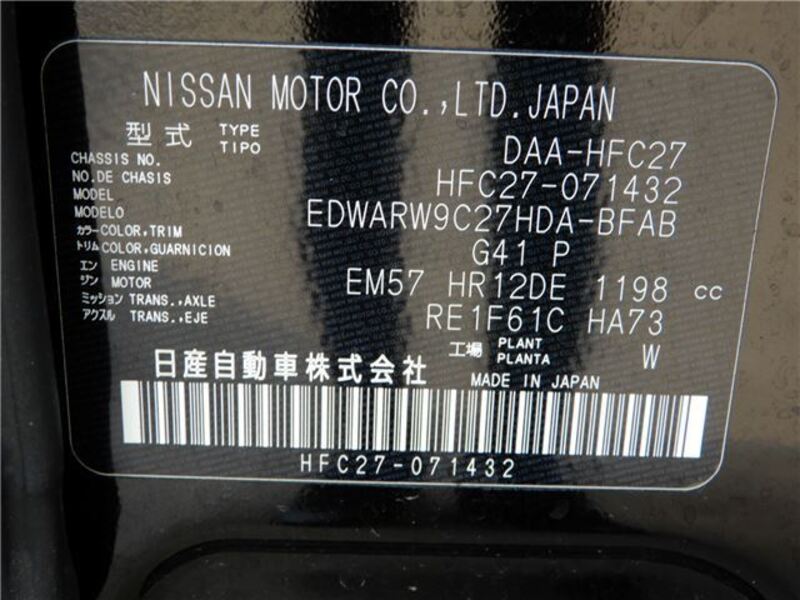 NISSAN MOTOR CO.,LTD.JAPAN
型式 TYPE TIPO DAA-HFC27
CHASSIS NO.
NO.DE CHASIS HFC27-071432
MODEL
MODELO EDWARW9C27HDA-BFAB
カラー COLOR,TRIM
トリム COLOR,GUARNICION G41 P
エン ENGINE
ジン MOTOR EM57 HR12DE 1198 cc
ミッション TRANS.,AXLE
アクスル TRANS.,EJE RE1F61C HA73
工場 PLANT PLANTA W
日産自動車株式会社 MADE IN JAPAN
HFC27-071432